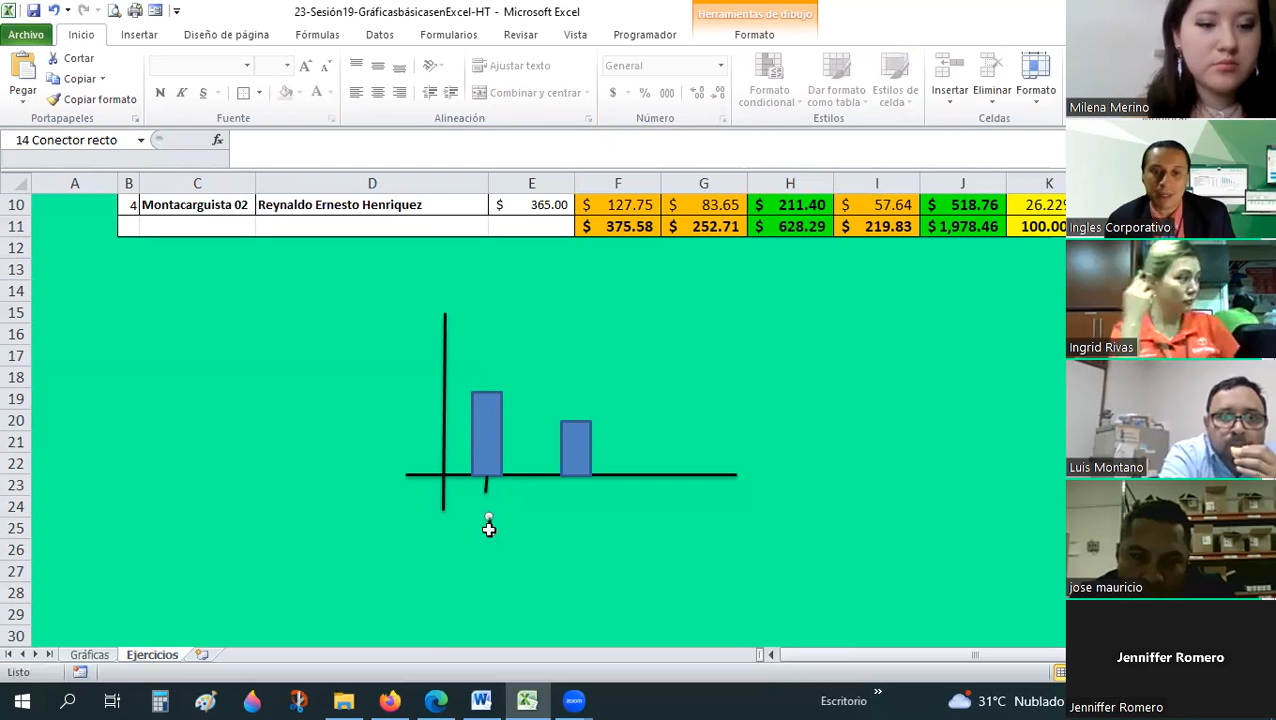 23-Sesión19-GráficasbásicasenExcel-HT - Microsoft Excel
Herramientas de dibujo
Archivo Inicio Insertar Diseño de página Fórmulas Datos Formularios Revisar Vista Programador Formato
Pegar
Cortar
Copiar
Copiar formato
Portapapeles
N K S A A A
Fuente
Ajustar texto
Combinar y centrar
Alineación
General
$ % 000
Número
Formato condicional
Dar formato como tabla
Estilos de celda
Estilos
Insertar
Eliminar
Formato
Celdas
14 Conector recto fx
A B C D E F G H I J K
10 4 Montacarguista 02 Reynaldo Ernesto Henriquez $ 365.00 $ 127.75 $ 83.65 $ 211.40 $ 57.64 $ 518.76 26.22%
11 $ 375.58 $ 252.71 $ 628.29 $ 219.83 $ 1,978.46 100.00
12
13
14
15
16
17
18
19
20
21
22
23
24
25
26
27
28
29
30
Gráficas Ejercicios
Listo
Escritorio » 31°C Nublado
zoom
Milena Merino
Ingles Corporativo
Ingrid Rivas
Luis Montano
jose mauricio
Jenniffer Romero
Jenniffer Romero